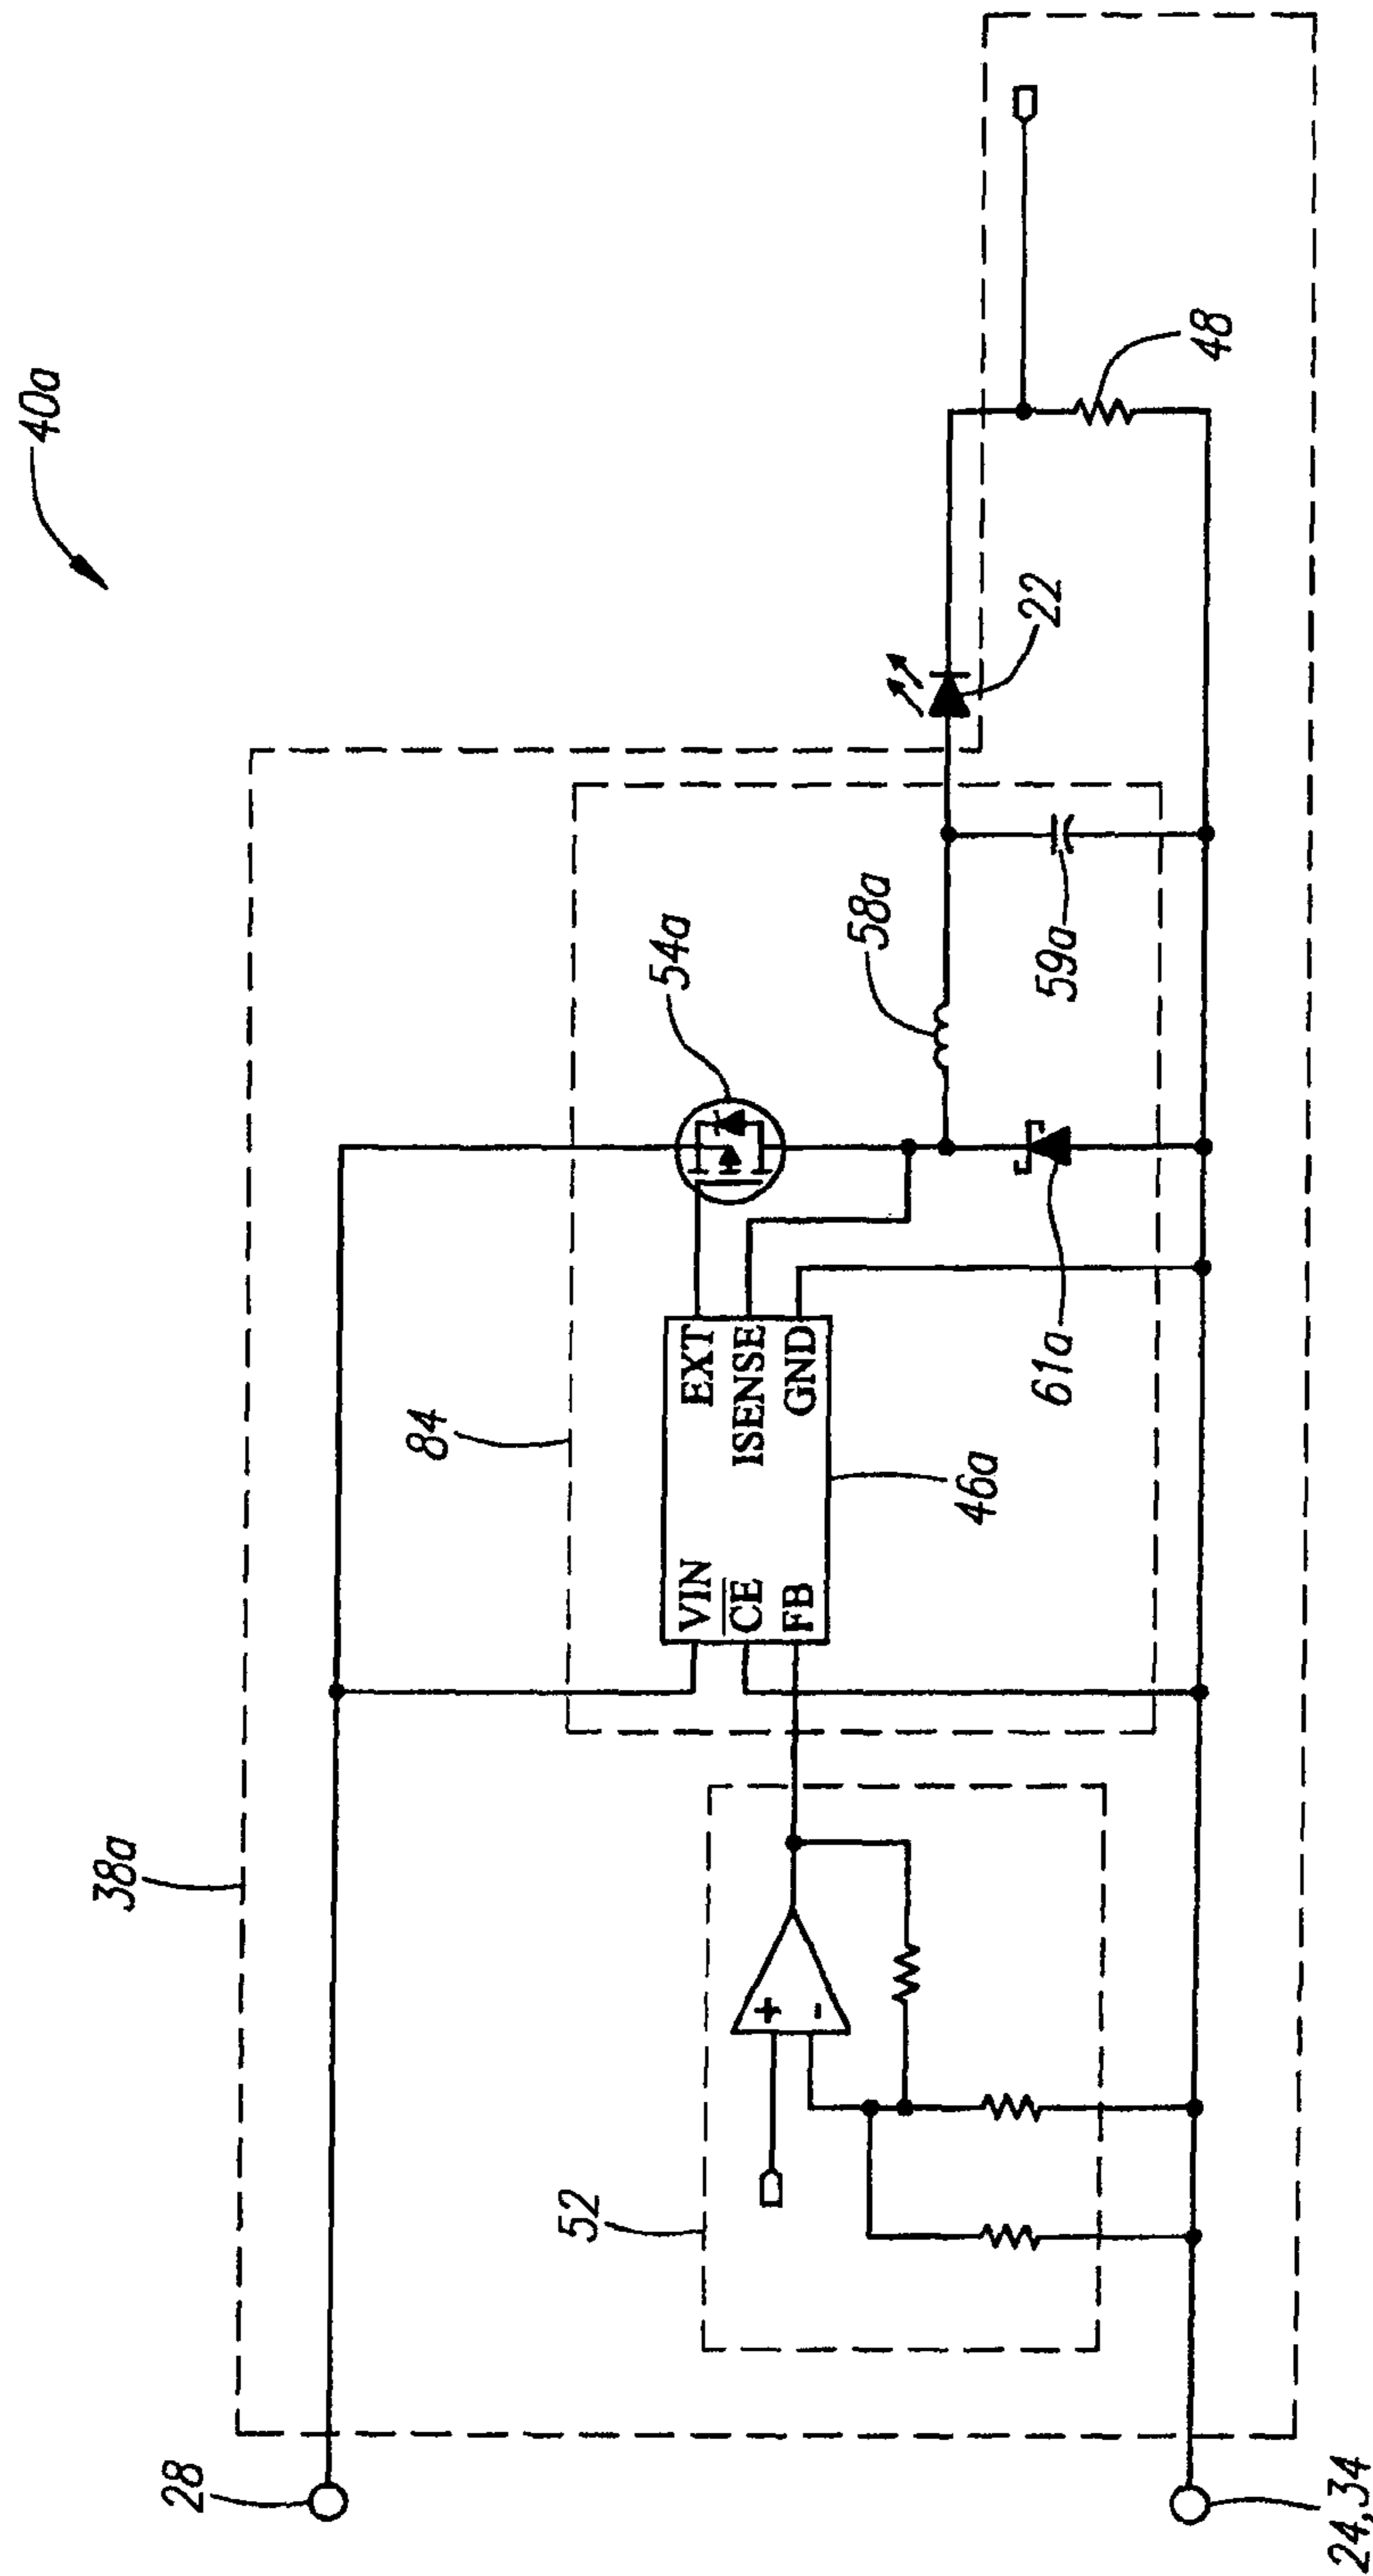 40a
38a
28
84
54a
58a
VIN
CE
FB
EXT
ISENSE
GND
52
+
-
46a
61a
59a
22
48
24,34